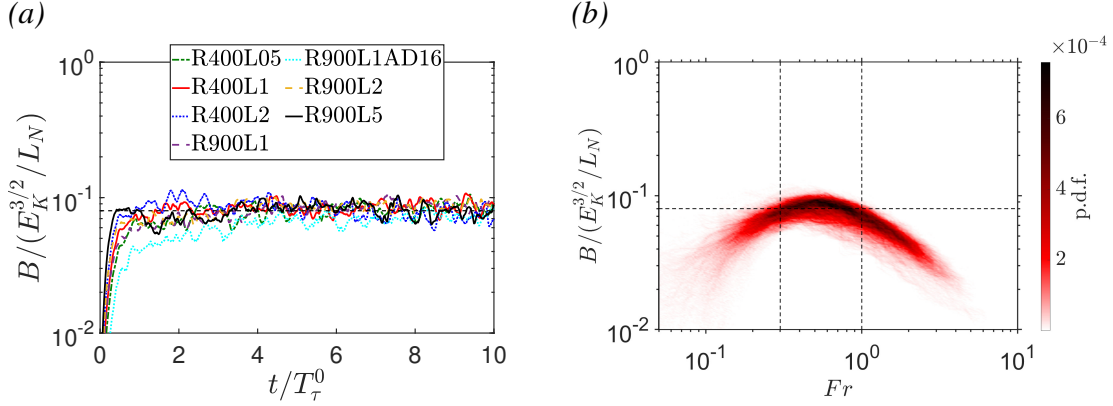 (a)
10^0
10^{-1}
10^{-2}
B/(E_K^{3/2}/L_N)
R400L05
R400L1
R400L2
R900L1
R900L1AD16
R900L2
R900L5
0 2 4 6 8 10
t/T_τ^0
(b)
10^0
10^{-1}
10^{-2}
B/(E_K^{3/2}/L_N)
10^{-1} 10^0 10^1
Fr
×10^{-4}
6
4
2
p.d.f.